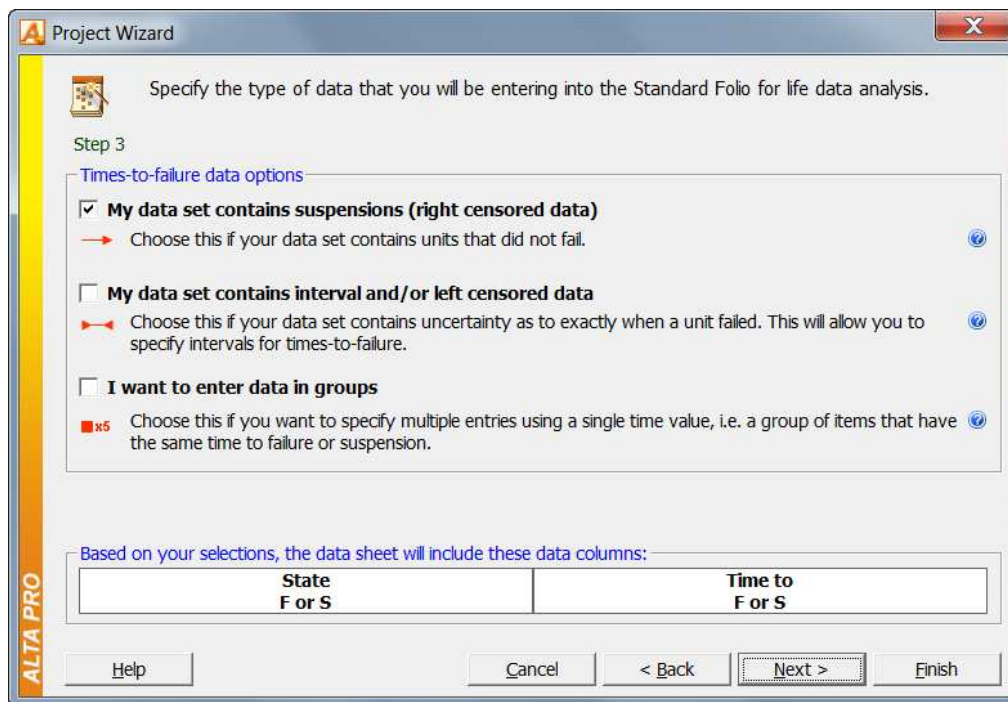 Project Wizard
X
Specify the type of data that you will be entering into the Standard Folio for life data analysis.
Step 3
Times-to-failure data options
My data set contains suspensions (right censored data)
Choose this if your data set contains units that did not fail.
?
My data set contains interval and/or left censored data
Choose this if your data set contains uncertainty as to exactly when a unit failed. This will allow you to
specify intervals for times-to-failure.
?
I want to enter data in groups
x5
Choose this if you want to specify multiple entries using a single time value, i.e. a group of items that have
the same time to failure or suspension.
?
Based on your selections, the data sheet will include these data columns:
State
F or S
Time to
F or S
ALTA PRO
Help
Cancel
< Back
Next >
Finish